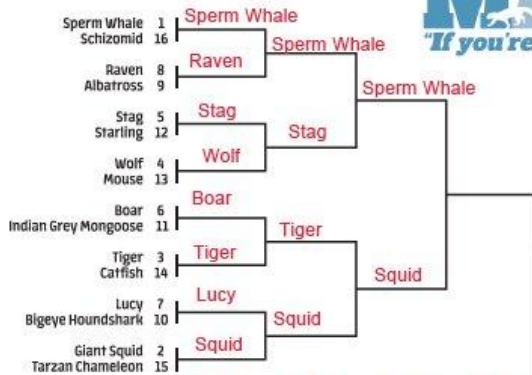 Sperm Whale 1
Schizomid 16
Sperm Whale
Raven 8
Albatross 9
Raven
Sperm Whale
Stag 5
Starling 12
Stag
Wolf 4
Mouse 13
Wolf
Stag
Sperm Whale
Boar 6
Indian Grey Mongoose 11
Boar
Tiger 3
Catfish 14
Tiger
Tiger
Lucy 7
Bigeye Houndshark 10
Lucy
Giant Squid 2
Tarzan Chameleon 15
Squid
Squid
Squid
"If you're